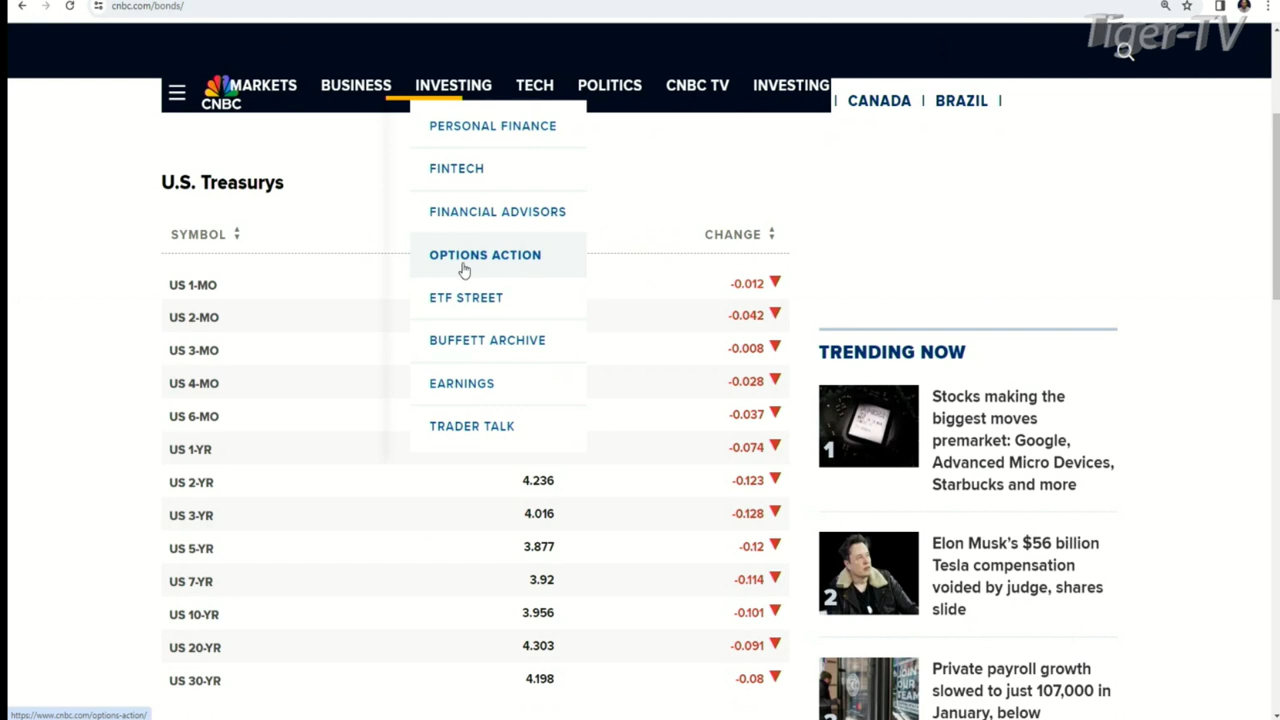 cnbc.com/bonds/
Tiger-TV
CNBC
MARKETS
BUSINESS
INVESTING
TECH
POLITICS
CNBC TV
INVESTING
| CANADA | BRAZIL |
PERSONAL FINANCE
FINTECH
FINANCIAL ADVISORS
OPTIONS ACTION
ETF STREET
BUFFETT ARCHIVE
EARNINGS
TRADER TALK
U.S. Treasurys
SYMBOL CHANGE
US 1-MO -0.012
US 2-MO -0.042
US 3-MO -0.008
US 4-MO -0.028
US 6-MO -0.037
US 1-YR -0.074
US 2-YR 4.236 -0.123
US 3-YR 4.016 -0.128
US 5-YR 3.877 -0.12
US 7-YR 3.92 -0.114
US 10-YR 3.956 -0.101
US 20-YR 4.303 -0.091
US 30-YR 4.198 -0.08
TRENDING NOW
1
Stocks making the
biggest moves
premarket: Google,
Advanced Micro Devices,
Starbucks and more
2
Elon Musk's $56 billion
Tesla compensation
voided by judge, shares
slide
Private payroll growth
slowed to just 107,000 in
January, below
https://www.cnbc.com/options-action/